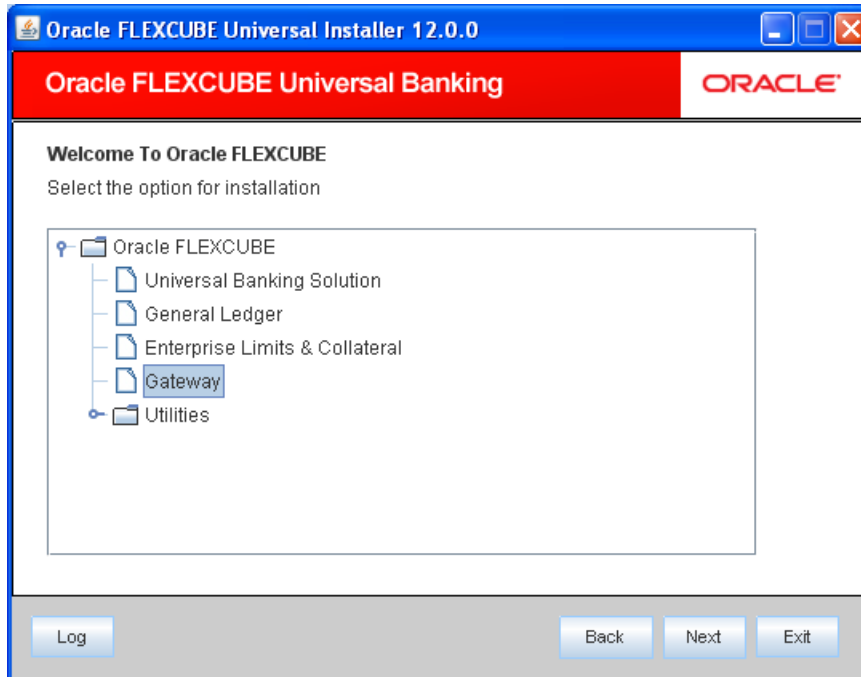 Oracle FLEXCUBE Universal Installer 12.0.0
Oracle FLEXCUBE Universal Banking
ORACLE
Welcome To Oracle FLEXCUBE
Select the option for installation
Oracle FLEXCUBE
Universal Banking Solution
General Ledger
Enterprise Limits & Collateral
Gateway
Utilities
Log
Back
Next
Exit